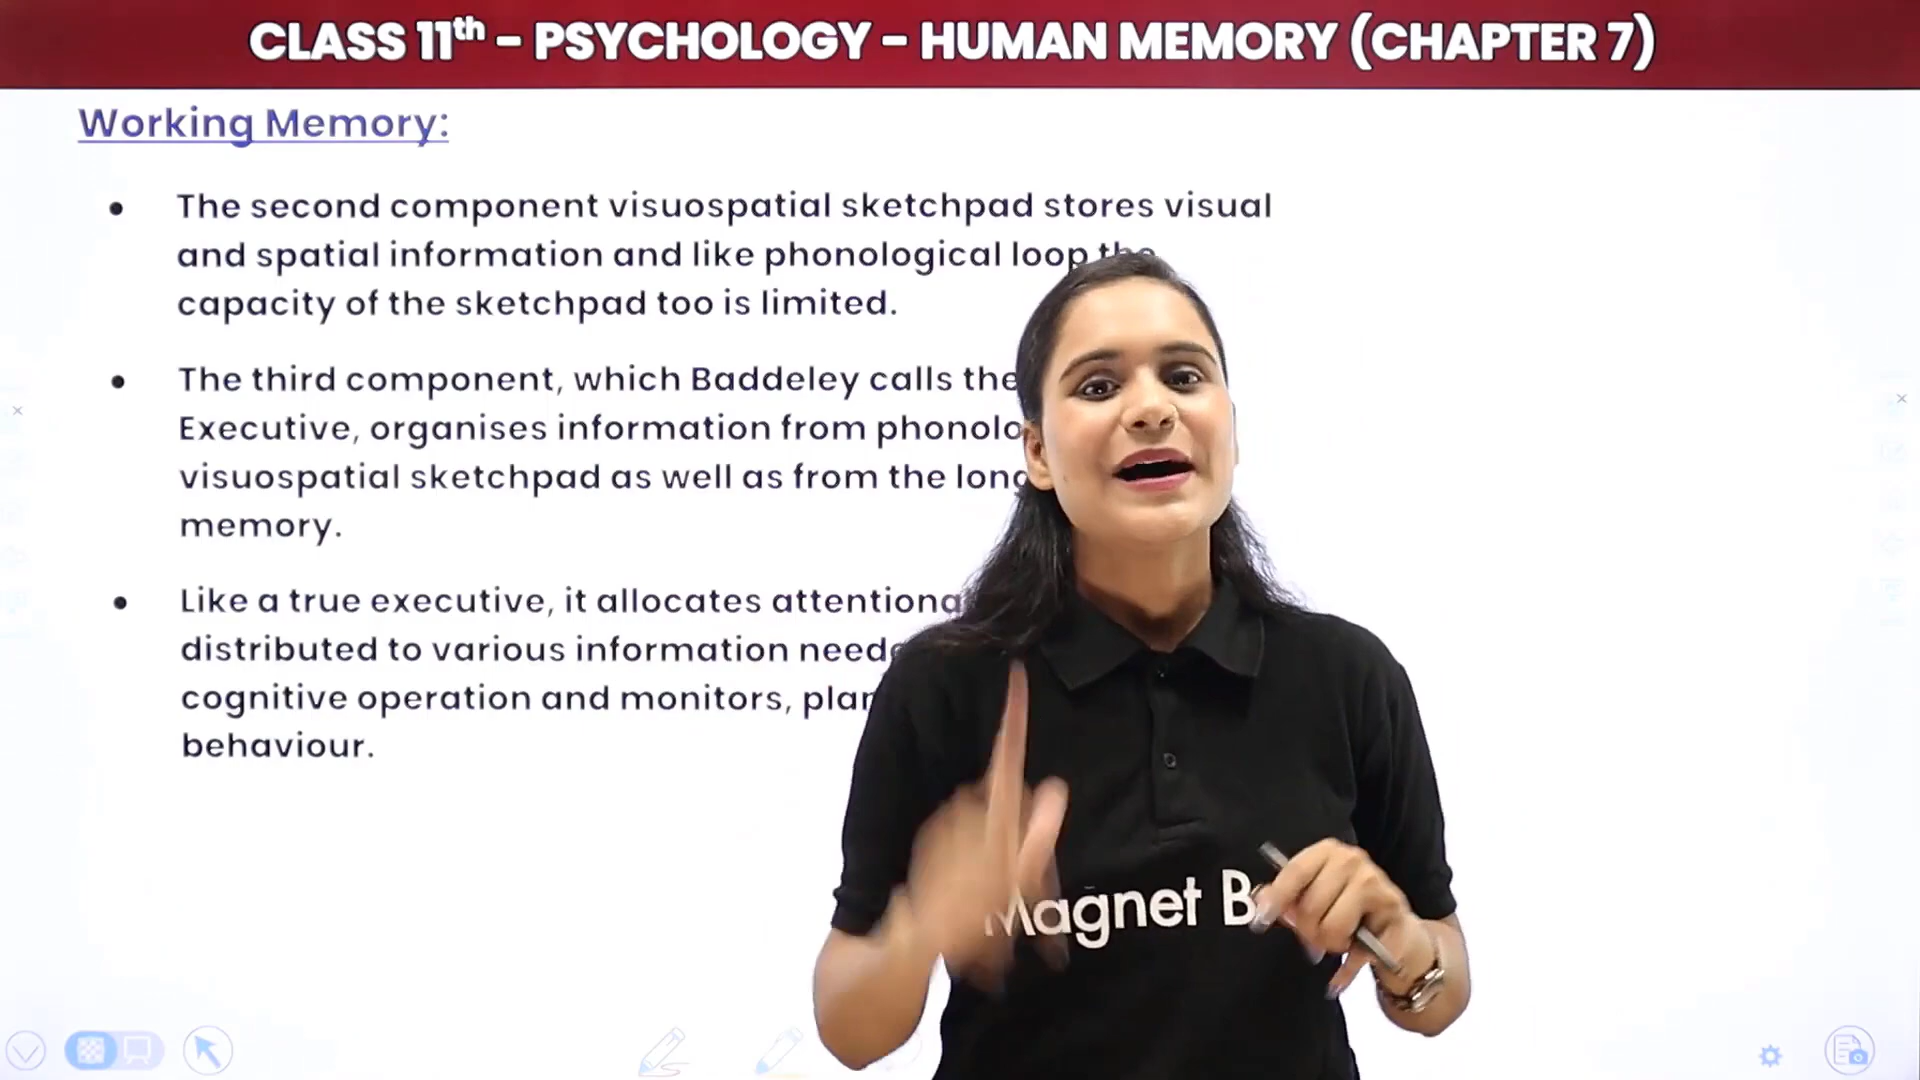 CLASS 11th - PSYCHOLOGY - HUMAN MEMORY (CHAPTER 7)
Working Memory:
• The second component visuospatial sketchpad stores visual
and spatial information and like phonological loop the
capacity of the sketchpad too is limited.
• The third component, which Baddeley calls the
Executive, organises information from
visuospatial sketchpad as well as from the
memory.
• Like a true executive, it allocates
distributed to various information
cognitive operation and monitors,
behaviour.
Magnet